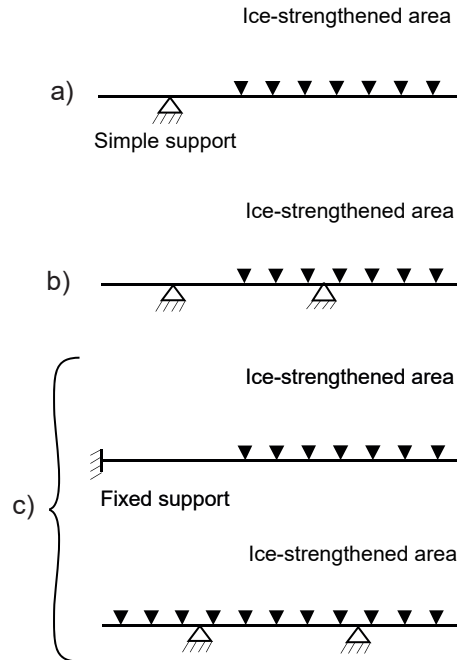 Ice-strengthened area
a)
Simple support
Ice-strengthened area
b)
Ice-strengthened area
c)
Fixed support
Ice-strengthened area